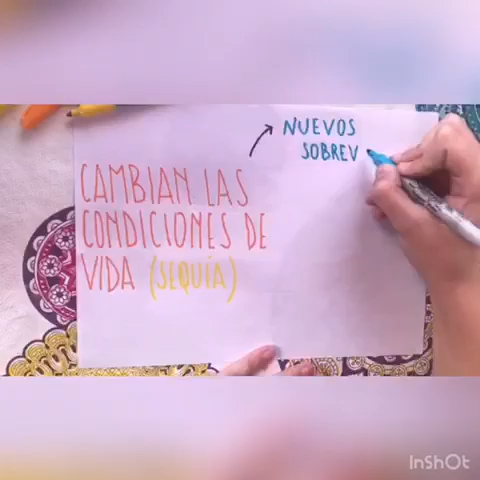 NUEVOS
SOBREV
CAMBIAN LAS
CONDICIONES DE
VIDA (SEQUÍA)
InShOt